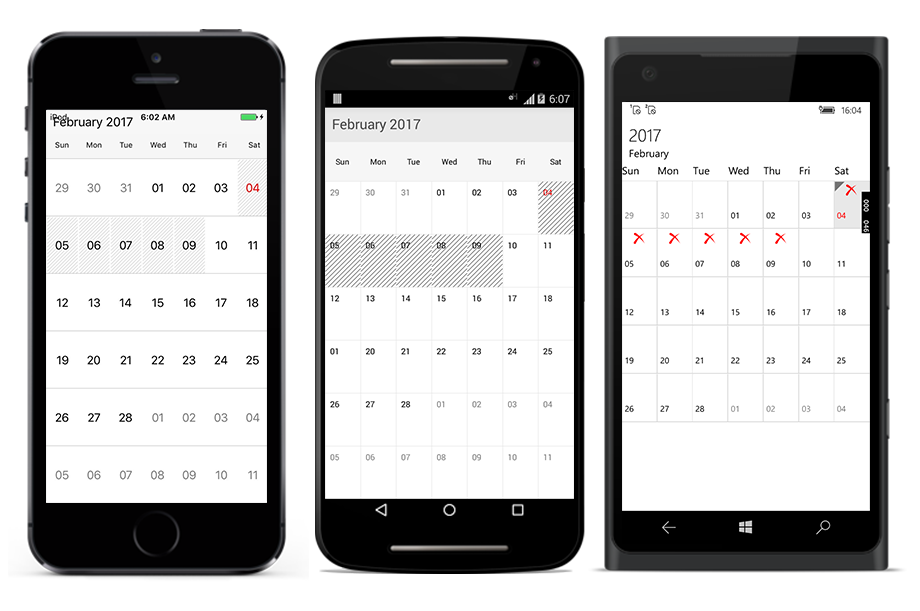 iPod 6:02 AM
February 2017
Sun Mon Tue Wed Thu Fri Sat
29 30 31 01 02 03 04
05 06 07 08 09 10 11
12 13 14 15 16 17 18
19 20 21 22 23 24 25
26 27 28 01 02 03 04
05 06 07 08 09 10 11
6:07
February 2017
Sun Mon Tue Wed Thu Fri Sat
29 30 31 01 02 03 04
05 06 07 08 09 10 11
12 13 14 15 16 17 18
01 20 21 22 23 24 25
26 27 28 01 02 03 04
05 06 07 08 09 10 11
16:04
2017
February
Sun Mon Tue Wed Thu Fri Sat
29 30 31 01 02 03 04
05 06 07 08 09 10 11
12 13 14 15 16 17 18
19 20 21 22 23 24 25
26 27 28 01 02 03 04
000 046